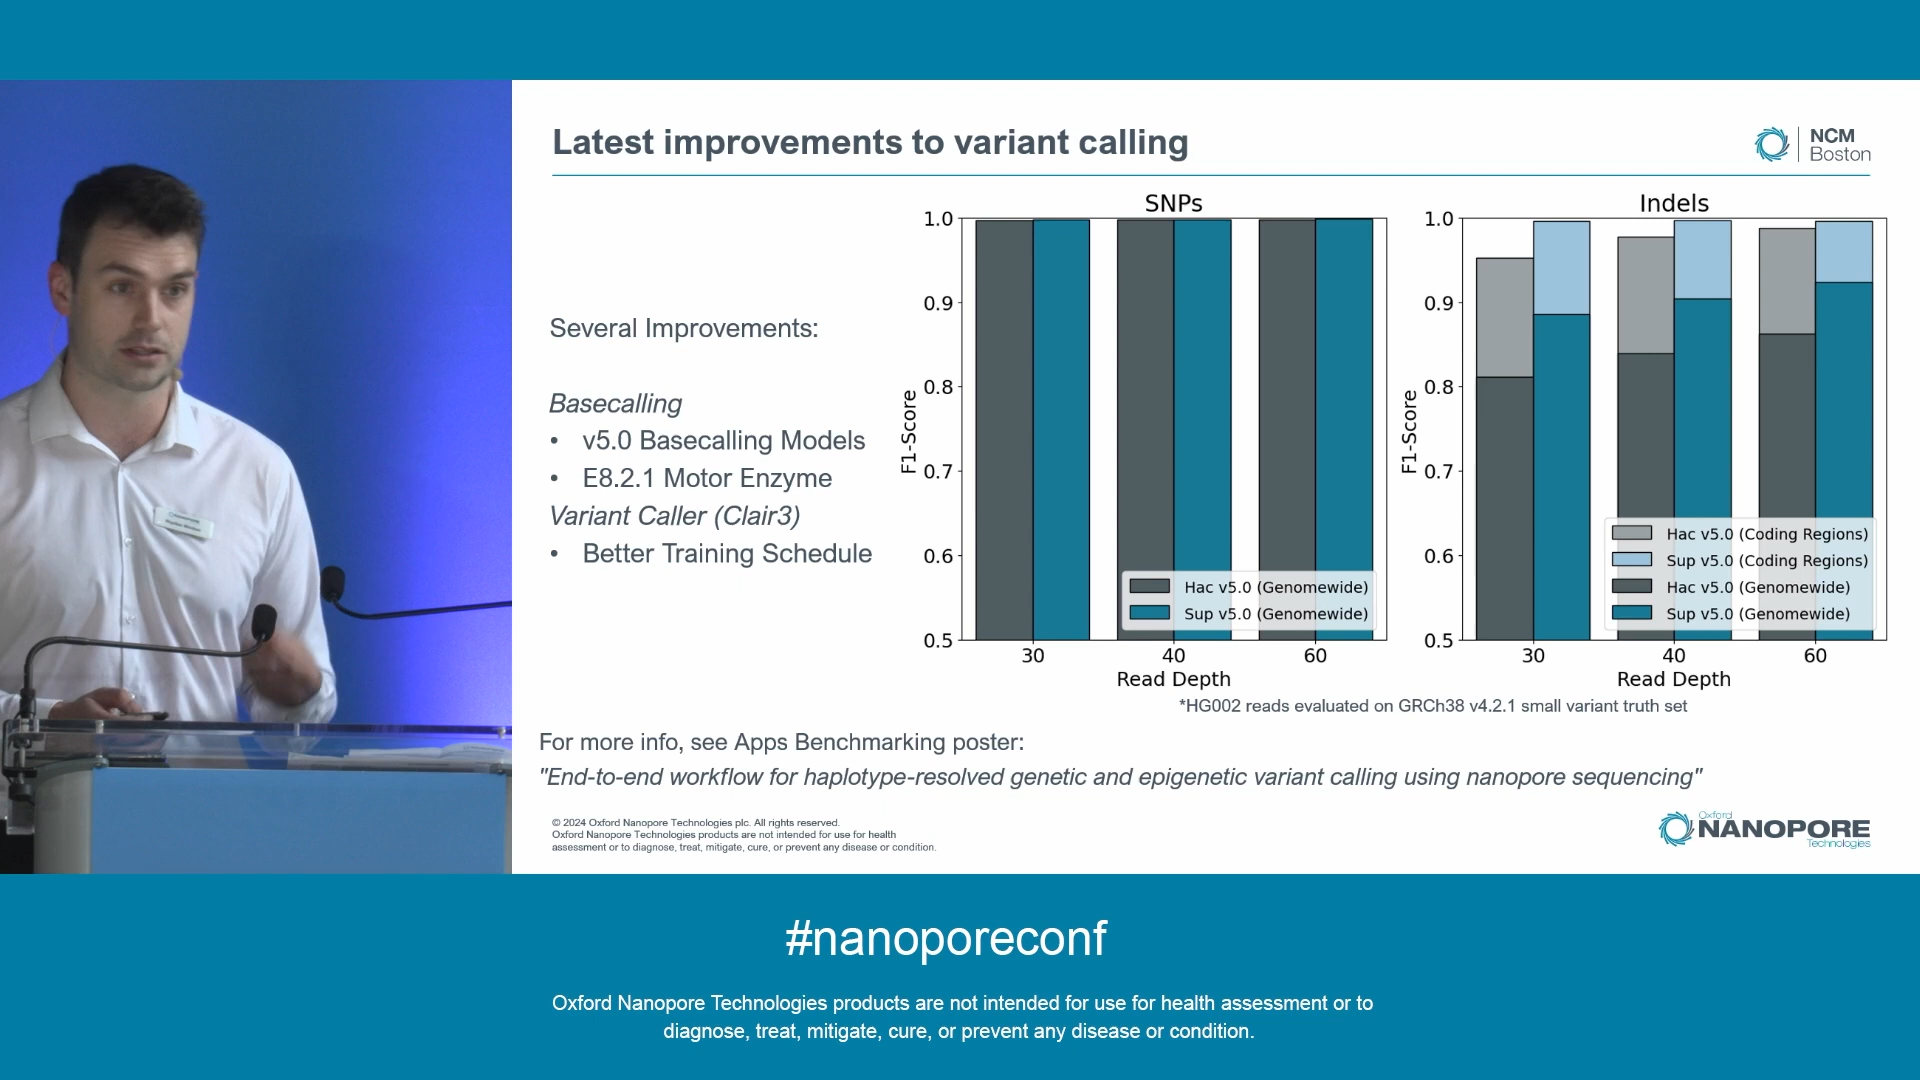 Latest improvements to variant calling
NCM
Boston
Several Improvements:
Basecalling
• v5.0 Basecalling Models
• E8.2.1 Motor Enzyme
Variant Caller (Clair3)
• Better Training Schedule
SNPs
F1-Score
1.0
0.9
0.8
0.7
0.6
0.5
30 40 60
Read Depth
Hac v5.0 (Genomewide)
Sup v5.0 (Genomewide)
Indels
F1-Score
1.0
0.9
0.8
0.7
0.6
0.5
30 40 60
Read Depth
Hac v5.0 (Coding Regions)
Sup v5.0 (Coding Regions)
Hac v5.0 (Genomewide)
Sup v5.0 (Genomewide)
*HG002 reads evaluated on GRCh38 v4.2.1 small variant truth set
For more info, see Apps Benchmarking poster:
"End-to-end workflow for haplotype-resolved genetic and epigenetic variant calling using nanopore sequencing"
© 2024 Oxford Nanopore Technologies plc. All rights reserved.
Oxford Nanopore Technologies products are not intended for use for health
assessment or to diagnose, treat, mitigate, cure, or prevent any disease or condition.
Oxford
NANOPORE
Technologies
#nanoporeconf
Oxford Nanopore Technologies products are not intended for use for health assessment or to
diagnose, treat, mitigate, cure, or prevent any disease or condition.